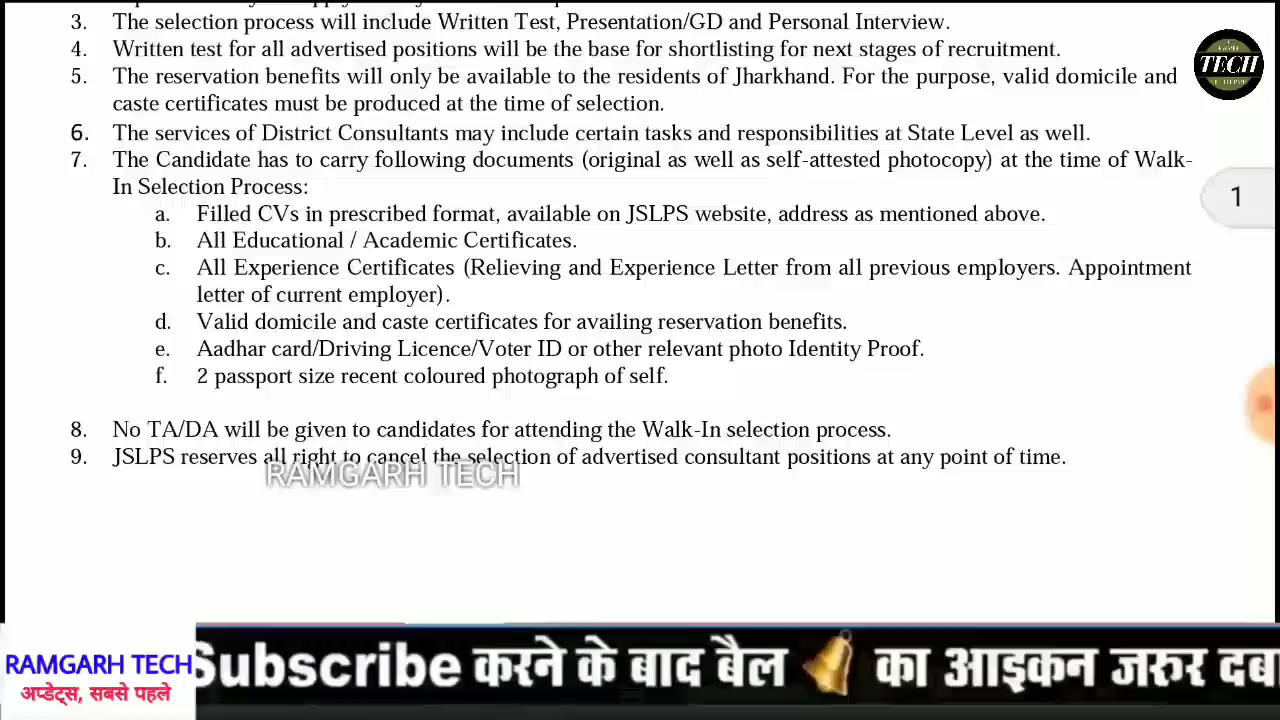 3. The selection process will include Written Test, Presentation/GD and Personal Interview.
4. Written test for all advertised positions will be the base for shortlisting for next stages of recruitment.
5. The reservation benefits will only be available to the residents of Jharkhand. For the purpose, valid domicile and
caste certificates must be produced at the time of selection.
6. The services of District Consultants may include certain tasks and responsibilities at State Level as well.
7. The Candidate has to carry following documents (original as well as self-attested photocopy) at the time of Walk-
In Selection Process:
a. Filled CVs in prescribed format, available on JSLPS website, address as mentioned above.
b. All Educational / Academic Certificates.
c. All Experience Certificates (Relieving and Experience Letter from all previous employers. Appointment
letter of current employer).
d. Valid domicile and caste certificates for availing reservation benefits.
e. Aadhar card/Driving Licence/Voter ID or other relevant photo Identity Proof.
f. 2 passport size recent coloured photograph of self.
8. No TA/DA will be given to candidates for attending the Walk-In selection process.
9. JSLPS reserves all right to cancel the selection of advertised consultant positions at any point of time.
RAMGARH TECH
TECH
1
RAMGARH TECH
अप्डेट्स, सबसे पहले
Subscribe करने के बाद बैल का आइकन जरुर दबा